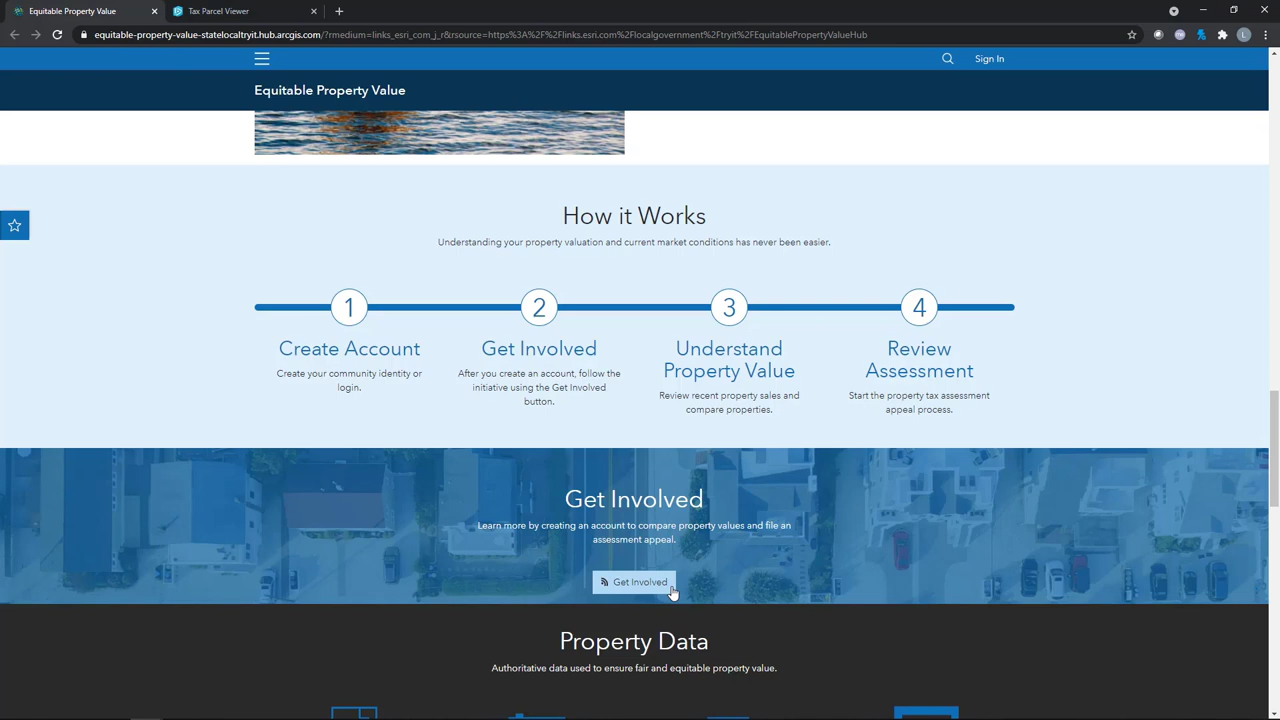 Equitable Property Value
Tax Parcel Viewer
equitable-property-value-statelocaltryit.hub.arcgis.com/?rmedium=links_esri_com_j_r&rsource=https%3A%2F%2Flinks.esri.com%2Flocalgovernment%2Ftryit%2FEquitablePropertyValueHub
L
Sign In
Equitable Property Value
How it Works
Understanding your property valuation and current market conditions has never been easier.
1
2
3
4
Create Account
Create your community identity or
login.
Get Involved
After you create an account, follow the
initiative using the Get Involved
button.
Understand
Property Value
Review recent property sales and
compare properties.
Review
Assessment
Start the property tax assessment
appeal process.
Get Involved
Learn more by creating an account to compare property values and file an
assessment appeal.
Get Involved
Property Data
Authoritative data used to ensure fair and equitable property value.